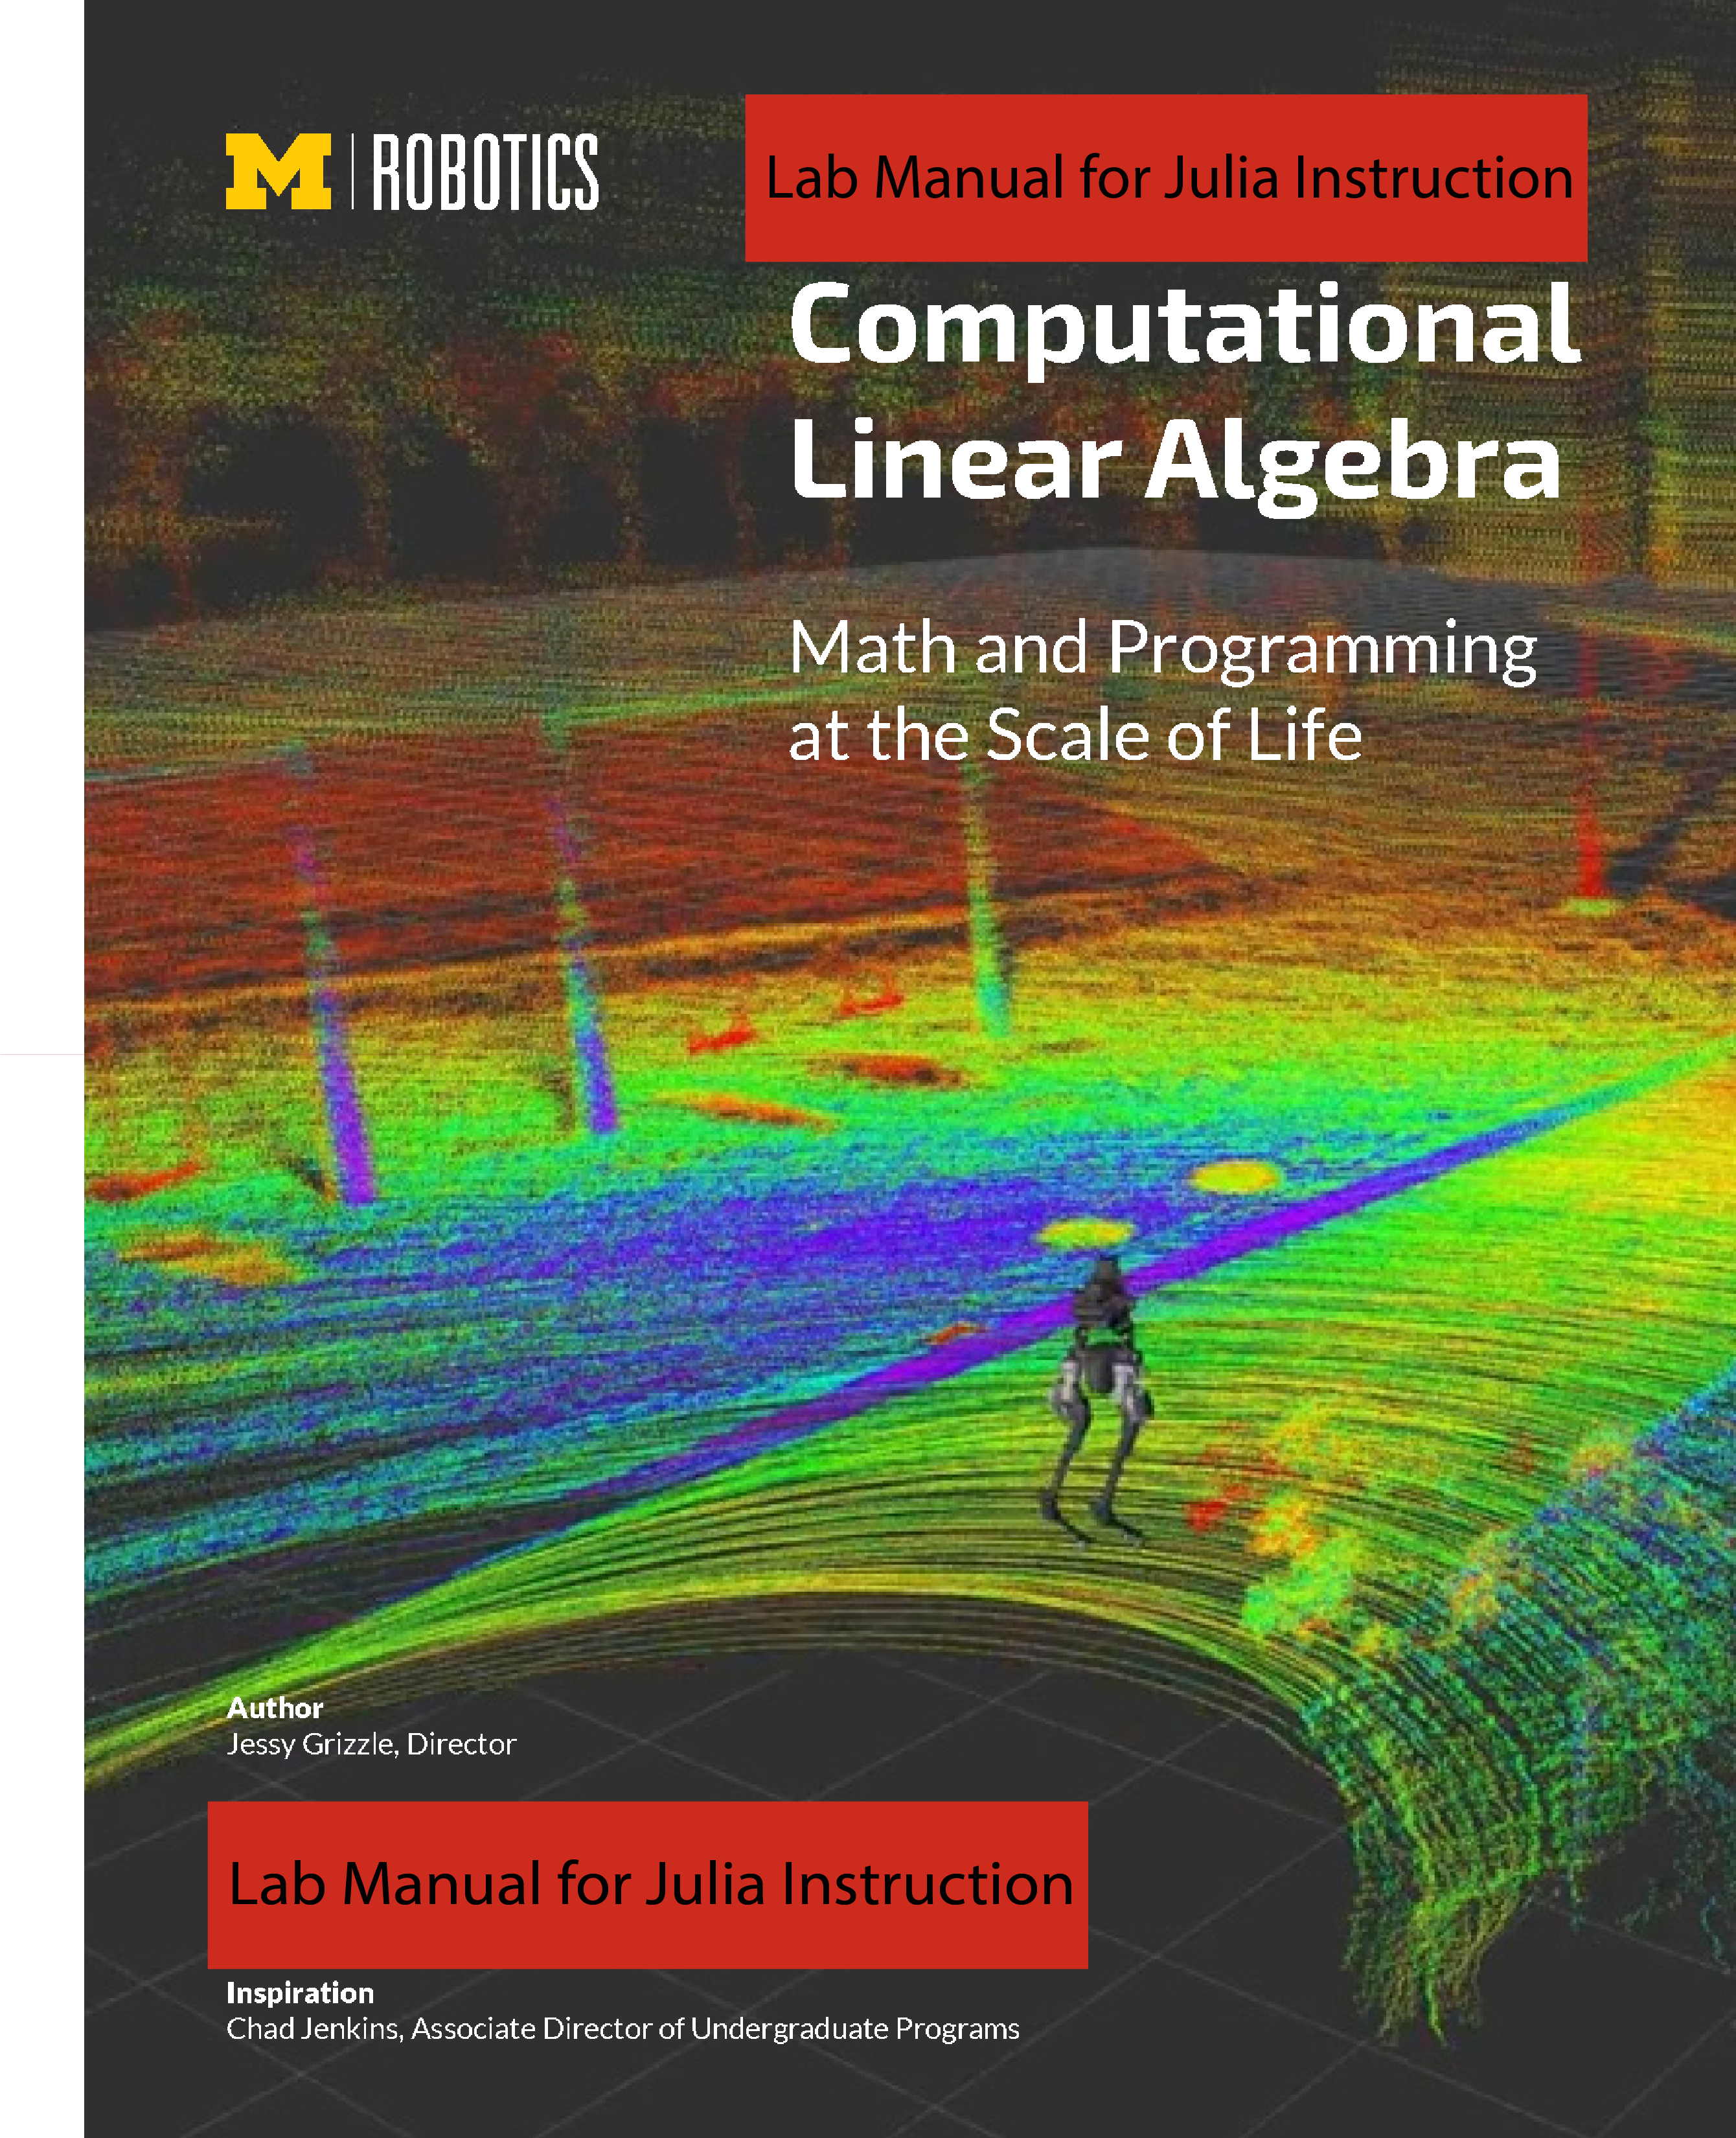 M | ROBOTICS
Lab Manual for Julia Instruction
Computational
Linear Algebra
Math and Programming
at the Scale of Life
Author
Jessy Grizzle, Director
Lab Manual for Julia Instruction
Inspiration
Chad Jenkins, Associate Director of Undergraduate Programs